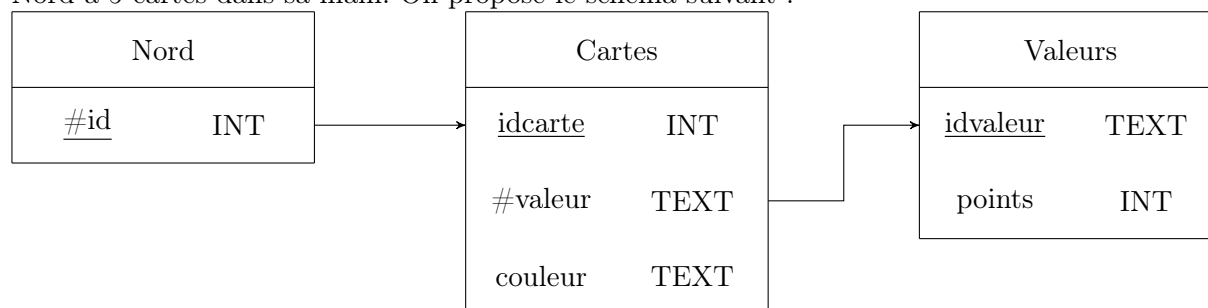 Nord a 5 cartes dans sa main. On propose le schéma suivant :
Nord Cartes Valeurs
#id INT idcarte INT idvaleur TEXT
#valeur TEXT points INT
couleur TEXT